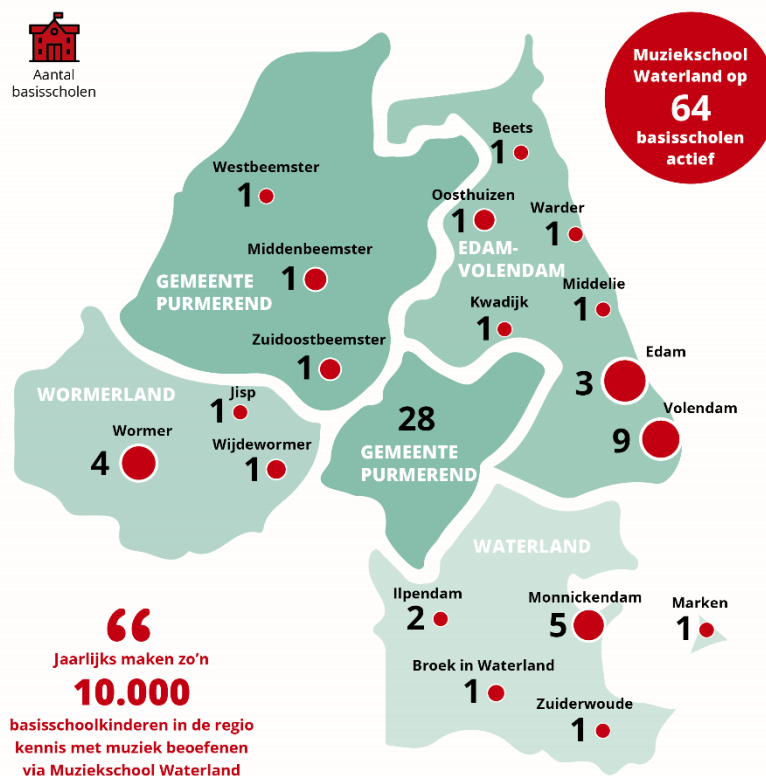 Aantal
basisscholen
Muziekschool
Waterland op
64
basisscholen
actief
Beets
1
Westbeemster
1
Oosthuizen
1
Warder
1
EDAM-
VOLENDAM
Middenbeemster
1
GEMEENTE
PURMEREND
Middelie
1
Kwadijk
1
Zuidoostbeemster
1
Edam
3
Volendam
9
WORMERLAND
Jisp
1
Wormer
4
Wijdewormer
1
28
GEMEENTE
PURMEREND
WATERLAND
Ilpendam
2
Monnickendam
5
Marken
1
Broek in Waterland
1
Zuiderwoude
1
“
Jaarlijks maken zo’n
10.000
basisschoolkinderen in de regio
kennis met muziek beoefenen
via Muziekschool Waterland